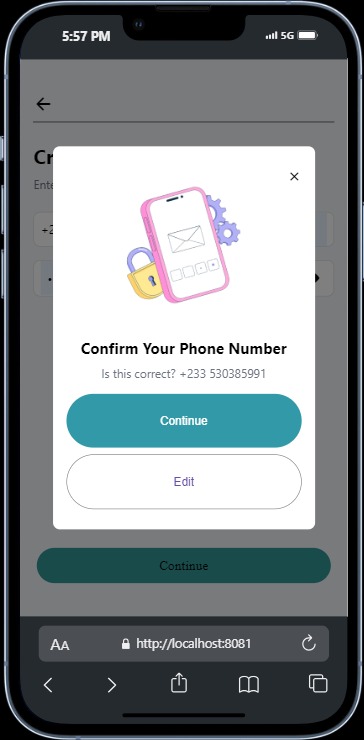 5:57 PM
5G
Cr
Ente
+2
Confirm Your Phone Number
Is this correct? +233 530385991
Continue
Edit
Continue
AA
http://localhost:8081